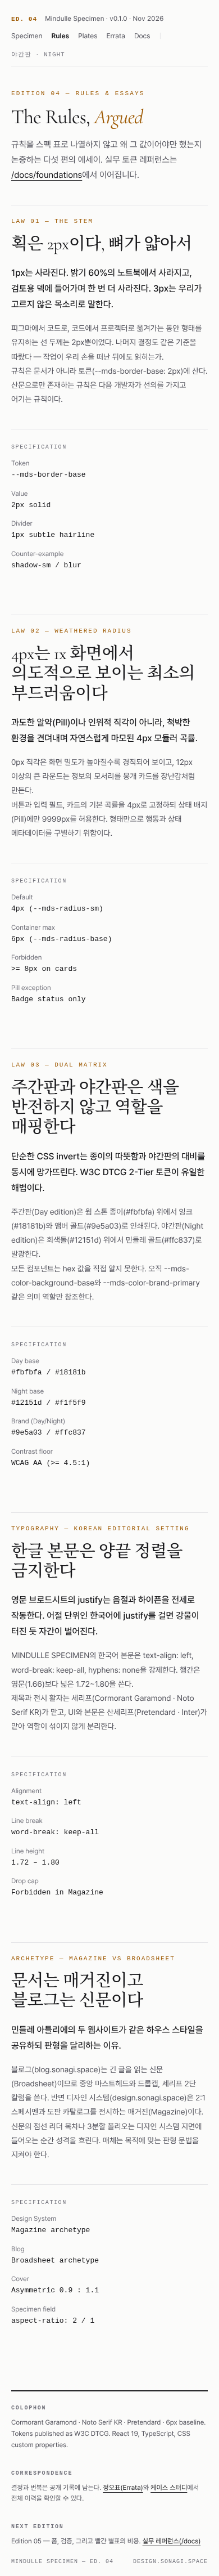 ED. 04 Mindulle Specimen · v0.1.0 · Nov 2026
Specimen Rules Plates Errata Docs
야간판 · NIGHT
EDITION 04 — RULES & ESSAYS
The Rules, Argued
규칙을 스펙 표로 나열하지 않고 왜 그 값이어야만 했는지
논증하는 다섯 편의 에세이. 실무 토큰 레퍼런스는
/docs/foundations에서 이어집니다.
LAW 01 — THE STEM
획은 2px이다, 뼈가 얇아서
1px는 사라진다. 밝기 60%의 노트북에서 사라지고,
검토용 덱에 들어가며 한 번 더 사라진다. 3px는 우리가
고르지 않은 목소리로 말한다.
피그마에서 코드로, 코드에서 프로젝터로 옮겨가는 동안 형태를
유지하는 선 두께는 2px뿐이었다. 나머지 결정도 같은 기준을
따랐다 — 작업이 우리 손을 떠난 뒤에도 읽히는가.
규칙은 문서가 아니라 토큰(--mds-border-base: 2px)에 산다.
산문으로만 존재하는 규칙은 다음 개발자가 선의를 가지고
어기는 규칙이다.
SPECIFICATION
Token
--mds-border-base
Value
2px solid
Divider
1px subtle hairline
Counter-example
shadow-sm / blur
LAW 02 — WEATHERED RADIUS
4px는 1x 화면에서
의도적으로 보이는 최소의
부드러움이다
과도한 알약(Pill)이나 인위적 직각이 아니라, 척박한
환경을 견뎌내며 자연스럽게 마모된 4px 모듈러 곡률.
0px 직각은 화면 밀도가 높아질수록 경직되어 보이고, 12px
이상의 큰 라운드는 정보의 모서리를 뭉개 카드를 장난감처럼
만든다.
버튼과 입력 필드, 카드의 기본 곡률을 4px로 고정하되 상태 배지
(Pill)에만 9999px를 허용한다. 형태만으로 행동과 상태
메타데이터를 구별하기 위함이다.
SPECIFICATION
Default
4px (--mds-radius-sm)
Container max
6px (--mds-radius-base)
Forbidden
>= 8px on cards
Pill exception
Badge status only
LAW 03 — DUAL MATRIX
주간판과 야간판은 색을
반전하지 않고 역할을
매핑한다
단순한 CSS invert는 종이의 따뜻함과 야간판의 대비를
동시에 망가뜨린다. W3C DTCG 2-Tier 토큰이 유일한
해법이다.
주간판(Day edition)은 웜 스톤 종이(#fbfbfa) 위에서 잉크
(#18181b)와 앰버 골드(#9e5a03)로 인쇄된다. 야간판(Night
edition)은 회색돌(#12151d) 위에서 민들레 골드(#ffc837)로
발광한다.
모든 컴포넌트는 hex 값을 직접 알지 못한다. 오직 --mds-
color-background-base와 --mds-color-brand-primary
같은 의미 역할만 참조한다.
SPECIFICATION
Day base
#fbfbfa / #18181b
Night base
#12151d / #f1f5f9
Brand (Day/Night)
#9e5a03 / #ffc837
Contrast floor
WCAG AA (>= 4.5:1)
TYPOGRAPHY — KOREAN EDITORIAL SETTING
한글 본문은 양끝 정렬을
금지한다
영문 브로드시트의 justify는 음절과 하이픈을 전제로
작동한다. 어절 단위인 한국어에 justify를 걸면 강물이
터진 듯 자간이 벌어진다.
MINDULLE SPECIMEN의 한국어 본문은 text-align: left,
word-break: keep-all, hyphens: none을 강제한다. 행간은
영문(1.66)보다 넓은 1.72–1.80을 쓴다.
제목과 전시 활자는 세리프(Cormorant Garamond · Noto
Serif KR)가 맡고, UI와 본문은 산세리프(Pretendard · Inter)가
맡아 역할이 섞이지 않게 분리한다.
SPECIFICATION
Alignment
text-align: left
Line break
word-break: keep-all
Line height
1.72 – 1.80
Drop cap
Forbidden in Magazine
ARCHETYPE — MAGAZINE VS BROADSHEET
문서는 매거진이고
블로그는 신문이다
민들레 아틀리에의 두 웹사이트가 같은 하우스 스타일을
공유하되 판형을 달리하는 이유.
블로그(blog.sonagi.space)는 긴 글을 읽는 신문
(Broadsheet)이므로 중앙 마스트헤드와 드롭캡, 세리프 2단
칼럼을 쓴다. 반면 디자인 시스템(design.sonagi.space)은 2:1
스페시멘과 도판 카탈로그를 전시하는 매거진(Magazine)이다.
신문의 점선 리더 목차나 3분할 폴리오는 디자인 시스템 지면에
들어오는 순간 성격을 흐린다. 매체는 목적에 맞는 판형 문법을
지켜야 한다.
SPECIFICATION
Design System
Magazine archetype
Blog
Broadsheet archetype
Cover
Asymmetric 0.9 : 1.1
Specimen field
aspect-ratio: 2 / 1
COLOPHON
Cormorant Garamond · Noto Serif KR · Pretendard · 6px baseline.
Tokens published as W3C DTCG. React 19, TypeScript, CSS
custom properties.
CORRESPONDENCE
결정과 번복은 공개 기록에 남는다. 정오표(Errata)와 케이스 스터디에서
전체 이력을 확인할 수 있다.
NEXT EDITION
Edition 05 — 폼, 검증, 그리고 빨간 별표의 비용. 실무 레퍼런스(/docs)
MINDULLE SPECIMEN — ED. 04 DESIGN.SONAGI.SPACE